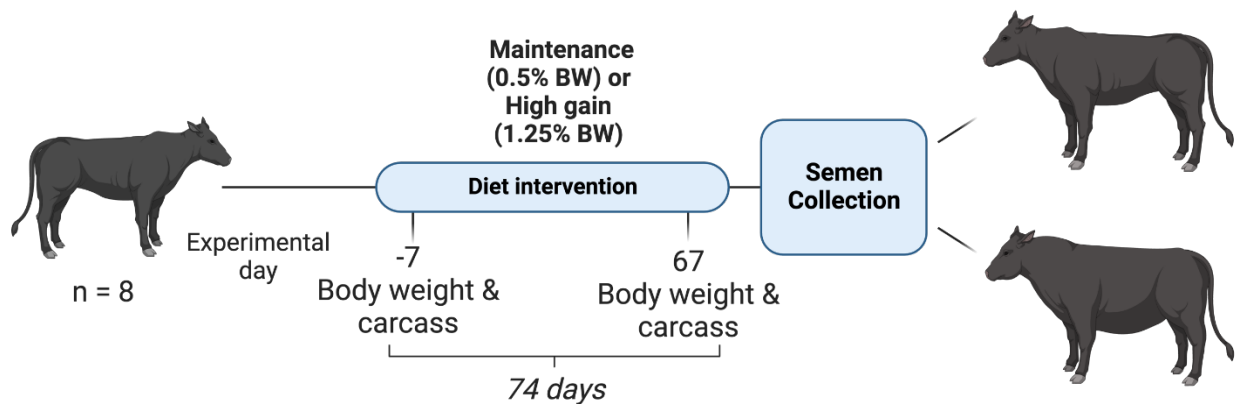 Maintenance
(0.5% BW) or
High gain
(1.25% BW)
Diet intervention
Semen
Collection
Experimental
day
n = 8
-7
Body weight &
carcass
67
Body weight &
carcass
74 days